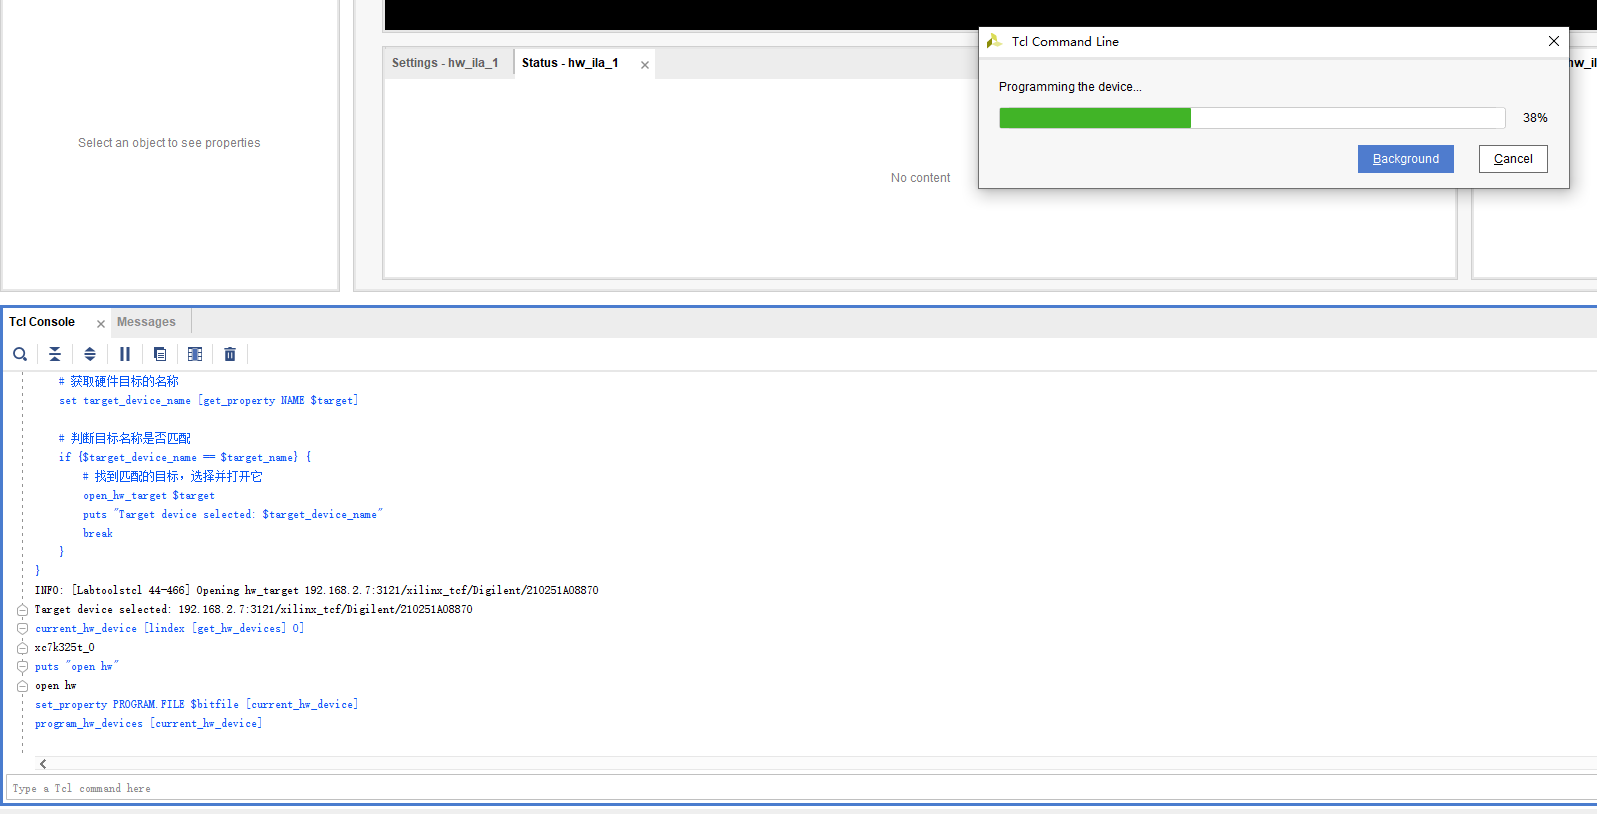 Tcl Command Line
Settings - hw_ila_1
Status - hw_ila_1
hw_il
Programming the device...
38%
Background
Cancel
Select an object to see properties
No content
Tcl Console
Messages
# 获取硬件目标的名称
set target_device_name [get_property NAME $target]
# 判断目标名称是否匹配
if {$target_device_name == $target_name} {
# 找到匹配的目标，选择并打开它
open_hw_target $target
puts "Target device selected: $target_device_name"
break
}
}
INFO: [Labtoolstcl 44-466] Opening hw_target 192.168.2.7:3121/xilinx_tcf/Digilent/210251A08870
Target device selected: 192.168.2.7:3121/xilinx_tcf/Digilent/210251A08870
current_hw_device [lindex [get_hw_devices] 0]
xc7k325t_0
puts "open hw"
open hw
set_property PROGRAM.FILE $bitfile [current_hw_device]
program_hw_devices [current_hw_device]
Type a Tcl command here